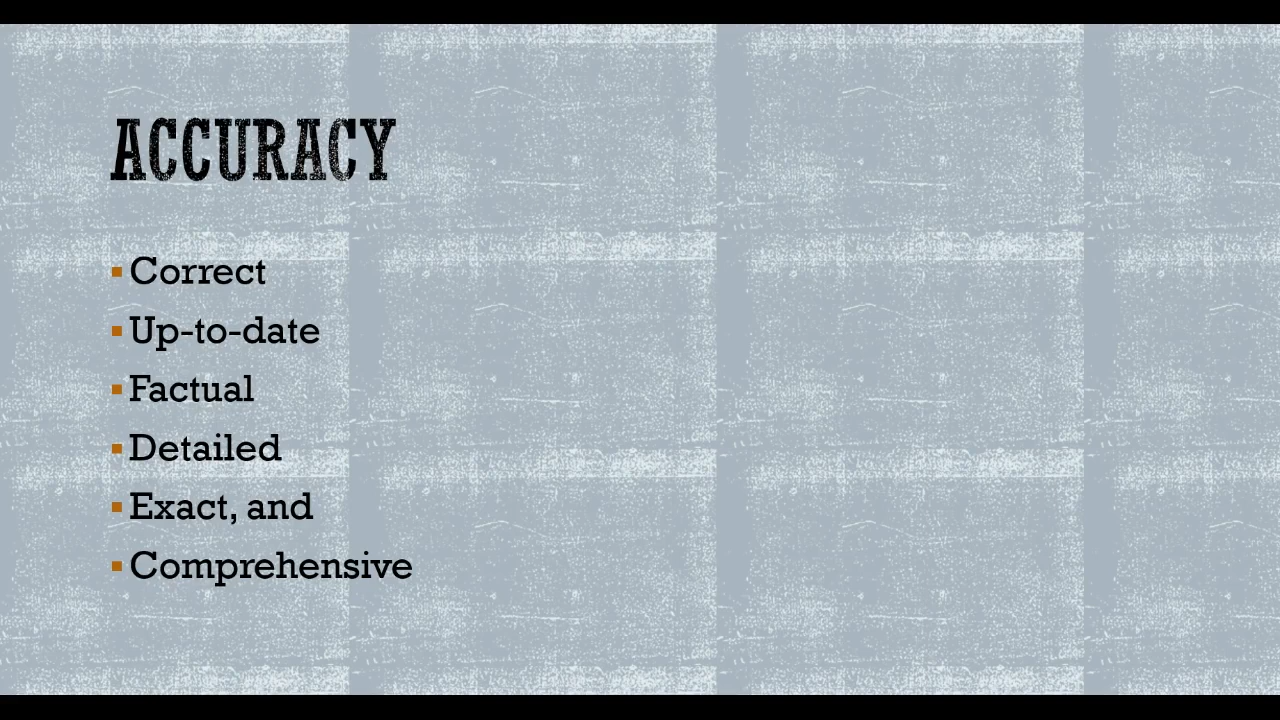 ACCURACY
▪Correct
▪Up-to-date
▪Factual
▪Detailed
▪Exact, and
▪Comprehensive